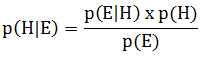 p(H|E) = p(E|H) x p(H)
p(E)